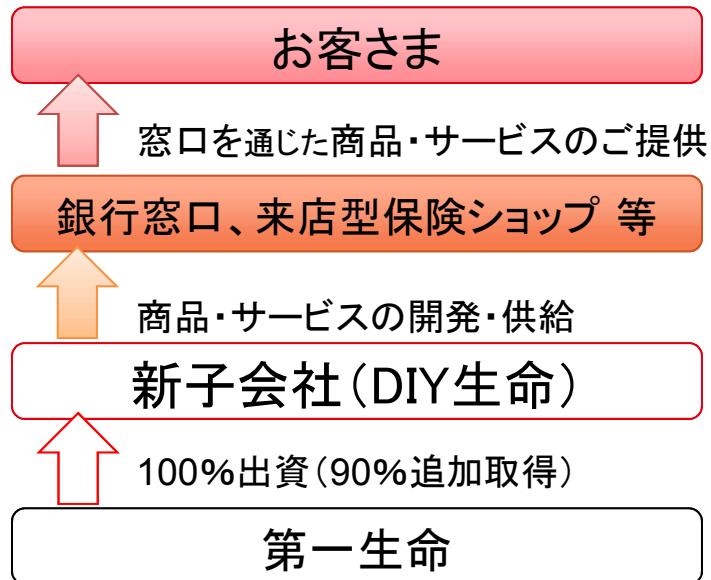 お客さま
窓口を通じた商品・サービスのご提供
銀行窓口、来店型保険ショップ 等
商品・サービスの開発・供給
新子会社（DIY生命）
100%出資（90%追加取得）
第一生命